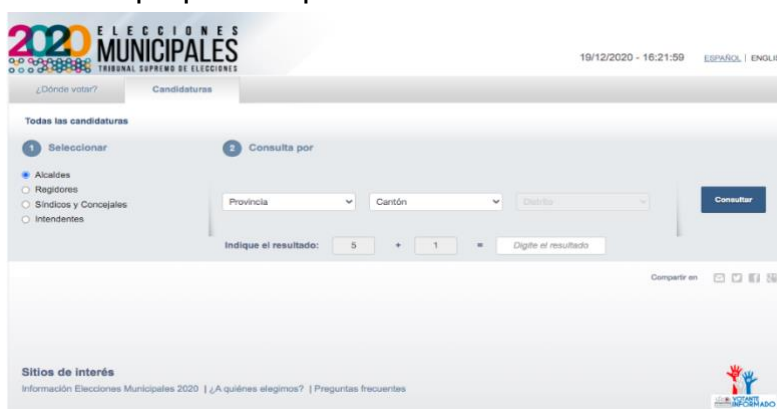 2020 ELECCIONES
MUNICIPALES
TRIBUNAL SUPREMO DE ELECCIONES
19/12/2020 - 16:21:59 ESPAÑOL | ENGLI
¿Dónde votar? Candidaturas
Todas las candidaturas
1 Seleccionar 2 Consulta por
Alcaldes
Regidores
Síndicos y Concejales
Intendentes
Provincia Cantón Distrito Consultar
Indique el resultado: 5 + 1 = Digite el resultado
Compartir en
Sitios de interés
Información Elecciones Municipales 2020 | ¿A quiénes elegimos? | Preguntas frecuentes
VOTANTE
INFORMADO